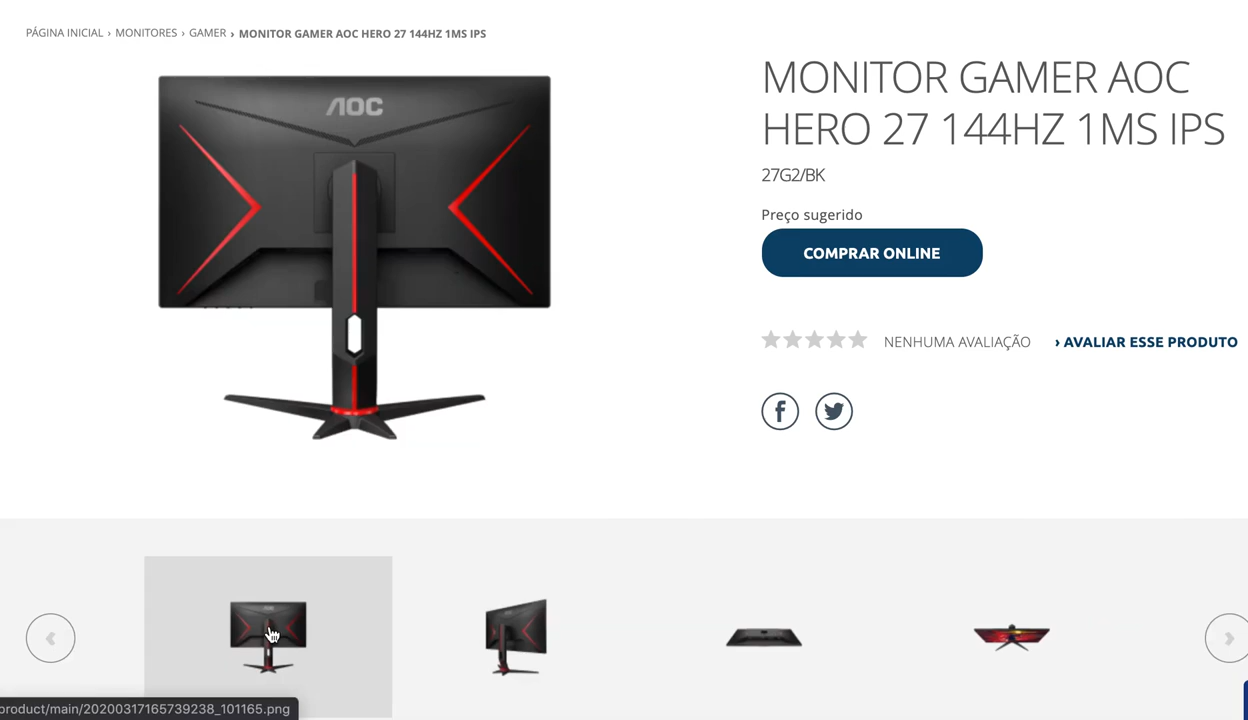 PÁGINA INICIAL › MONITORES › GAMER › MONITOR GAMER AOC HERO 27 144HZ 1MS IPS
AOC
MONITOR GAMER AOC
HERO 27 144HZ 1MS IPS
27G2/BK
Preço sugerido
COMPRAR ONLINE
NENHUMA AVALIAÇÃO › AVALIAR ESSE PRODUTO
product/main/20200317165739238_101165.png